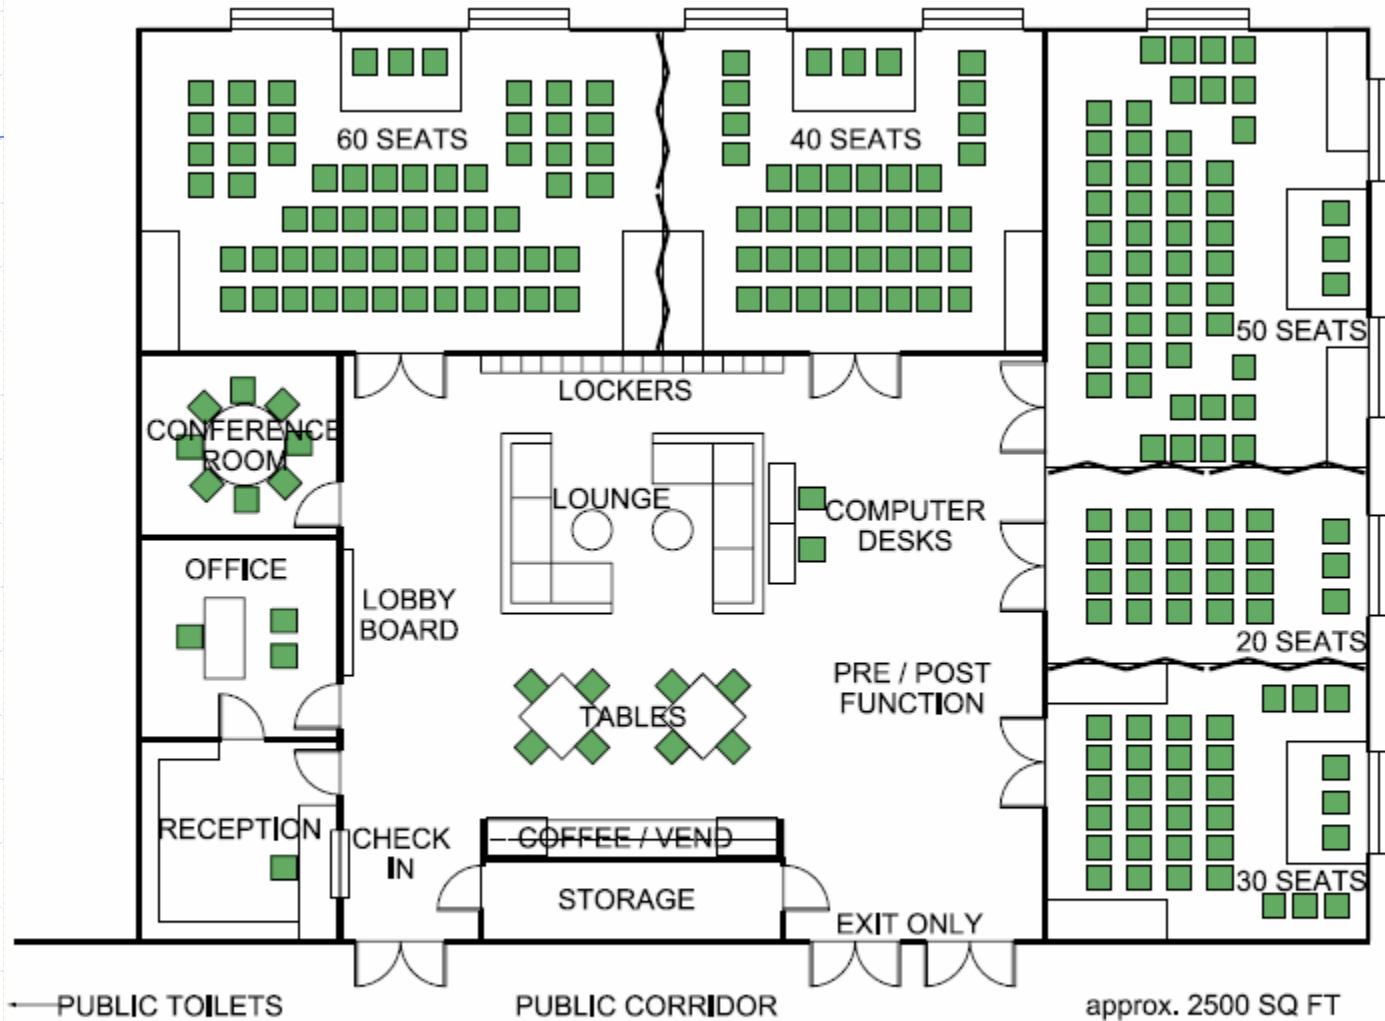 60 SEATS
40 SEATS
50 SEATS
LOCKERS
CONFERENCE
ROOM
LOUNGE
COMPUTER
DESKS
OFFICE
LOBBY
BOARD
20 SEATS
PRE / POST
FUNCTION
TABLES
RECEPTION
CHECK
IN
COFFEE / VEND
STORAGE
30 SEATS
EXIT ONLY
PUBLIC TOILETS
PUBLIC CORRIDOR
approx. 2500 SQ FT